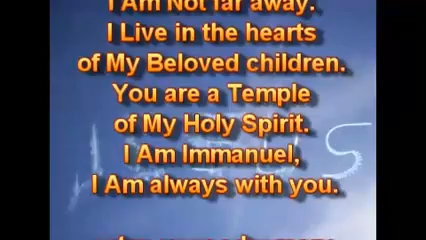 I Am Not far away.
I Live in the hearts
of My Beloved children.
You are a Temple
of My Holy Spirit.
I Am Immanuel,
I Am always with you.